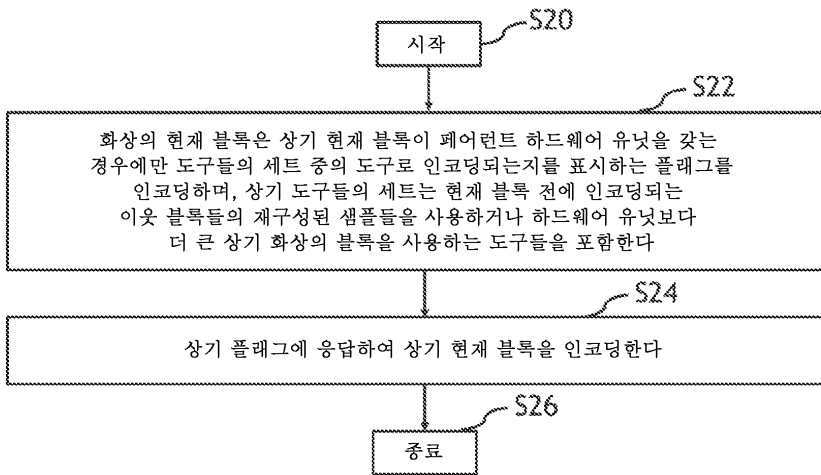 S20
시작
S22
화상의 현재 블록은 상기 현재 블록이 페어런트 하드웨어 유닛을 갖는
경우에만 도구들의 세트 중의 도구로 인코딩되는지를 표시하는 플래그를
인코딩하며, 상기 도구들의 세트는 현재 블록 전에 인코딩되는
이웃 블록들의 재구성된 샘플들을 사용하거나 하드웨어 유닛보다
더 큰 상기 화상의 블록을 사용하는 도구들을 포함한다
S24
상기 플래그에 응답하여 상기 현재 블록을 인코딩한다
S26
종료